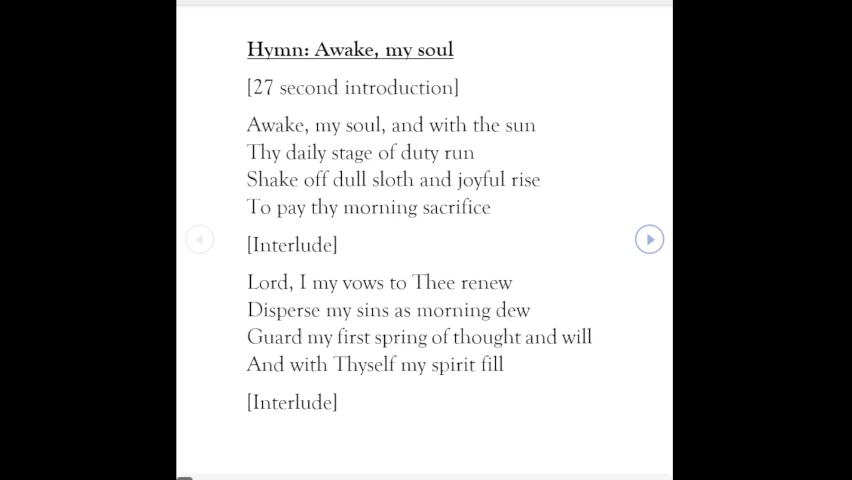 Hymn: Awake, my soul
[27 second introduction]
Awake, my soul, and with the sun
Thy daily stage of duty run
Shake off dull sloth and joyful rise
To pay thy morning sacrifice
[Interlude]
Lord, I my vows to Thee renew
Disperse my sins as morning dew
Guard my first spring of thought and will
And with Thyself my spirit fill
[Interlude]